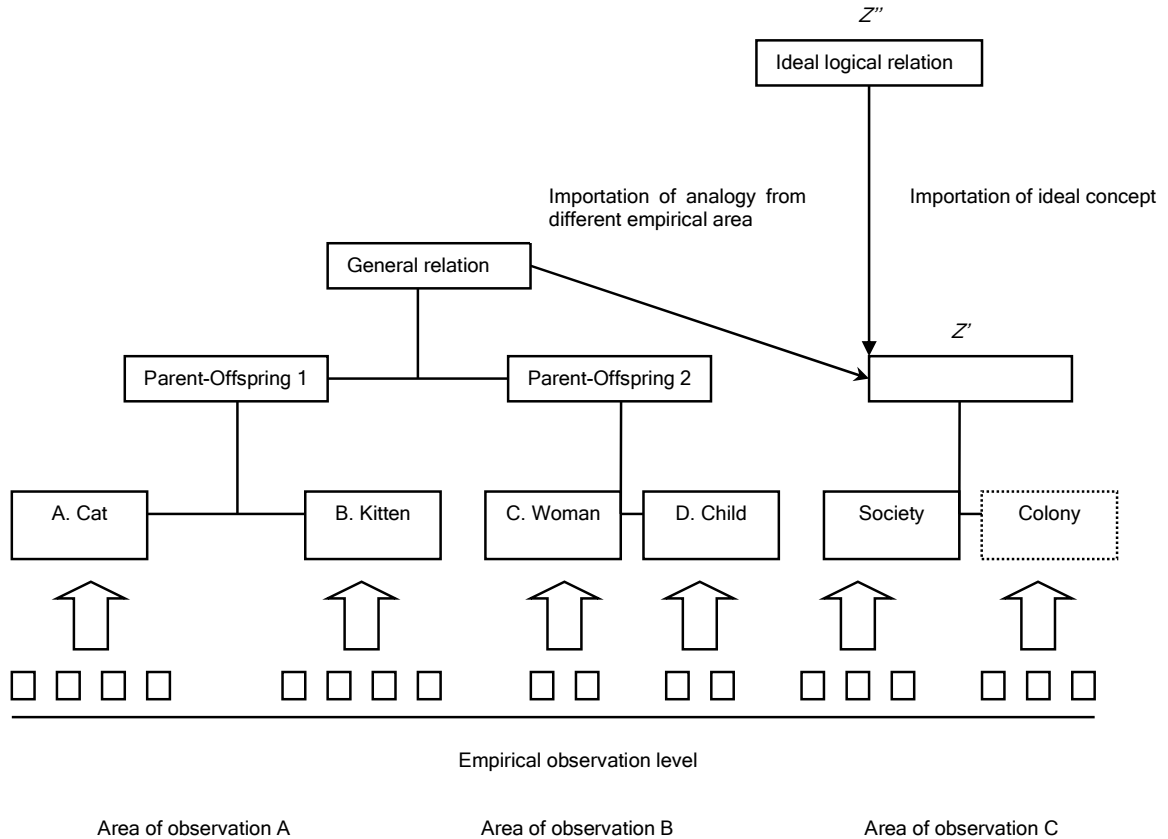 Z″
Ideal logical relation
Importation of analogy from
different empirical area
Importation of ideal concept
General relation
Z’
Parent-Offspring 1
Parent-Offspring 2
A. Cat
B. Kitten
C. Woman
D. Child
Society
Colony
Empirical observation level
Area of observation A
Area of observation B
Area of observation C